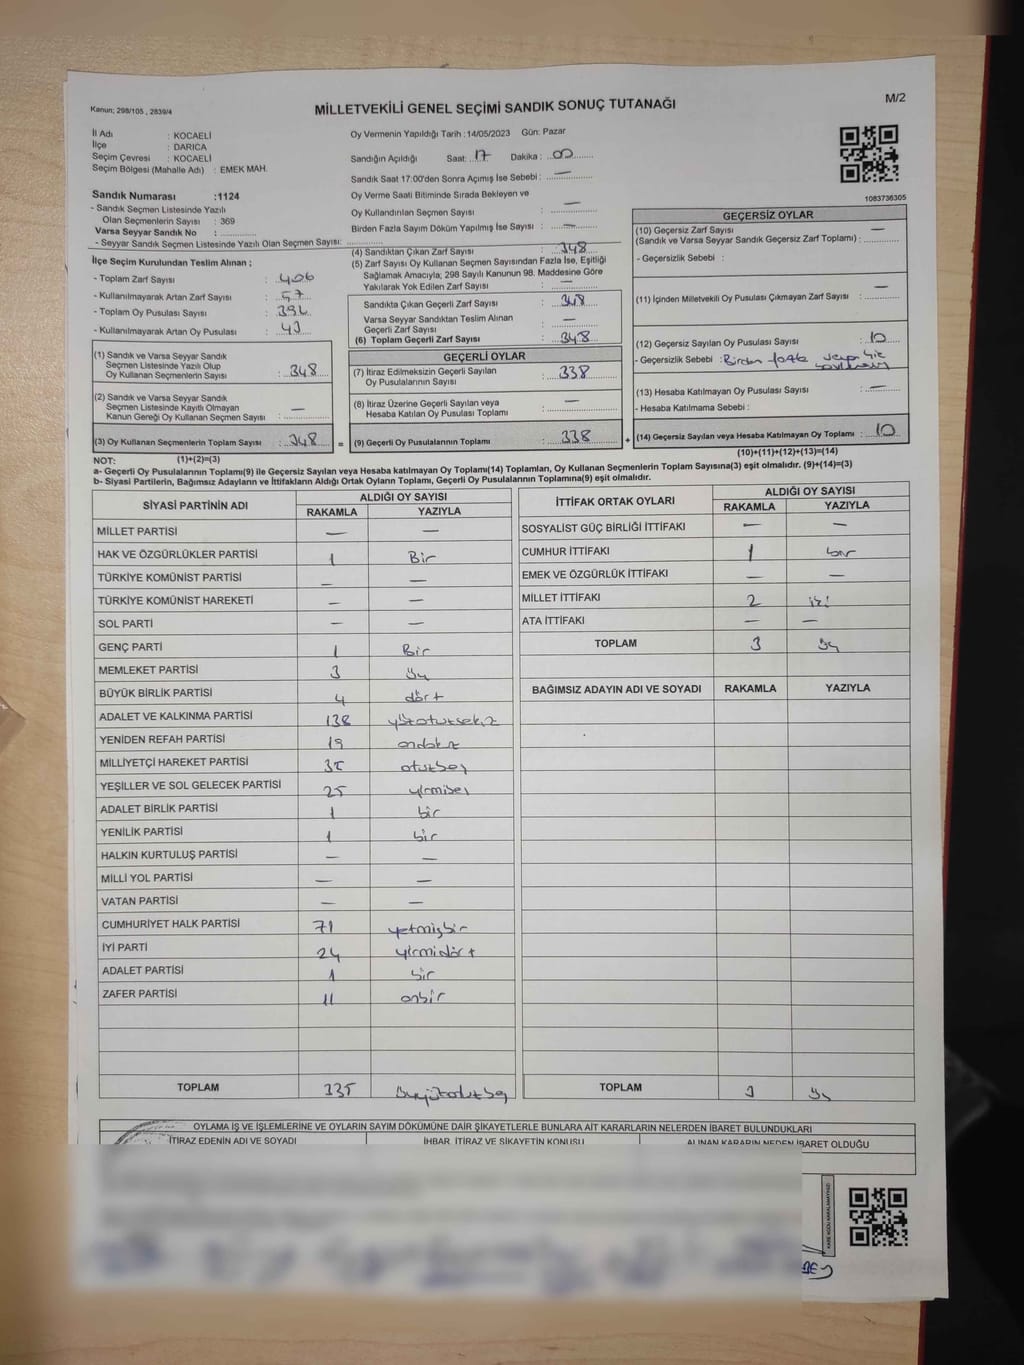 M/2
Kanun; 298/105 , 2839/4
MİLLETVEKİLİ GENEL SEÇİMİ SANDIK SONUÇ TUTANAĞI
İl Adı : KOCAELİ
İlçe : DARICA
Seçim Çevresi : KOCAELİ
Seçim Bölgesi (Mahalle Adı) : EMEK MAH.
Oy Vermenin Yapıldığı Tarih :14/05/2023 Gün: Pazar
Sandığın Açıldığı Saat: 17 Dakika : 00
Sandık Saat 17:00'den Sonra Açımış İse Sebebi : —
Oy Verme Saati Bitiminde Sırada Bekleyen ve
Oy Kullandırılan Seçmen Sayısı : —
Birden Fazla Sayım Döküm Yapılmış İse Sayısı : —
1083736305
Sandık Numarası :1124
- Sandık Seçmen Listesinde Yazılı
Olan Seçmenlerin Sayısı : 369
Varsa Seyyar Sandık No :
- Seyyar Sandık Seçmen Listesinde Yazılı Olan Seçmen Sayısı:
İlçe Seçim Kurulundan Teslim Alınan ;
- Toplam Zarf Sayısı : 406
- Kullanılmayarak Artan Zarf Sayısı : 57
- Toplam Oy Pusulası Sayısı :
- Kullanılmayarak Artan Oy Pusulası : 43
(1) Sandık ve Varsa Seyyar Sandık
Seçmen Listesinde Yazılı Olup
Oy Kullanan Seçmenlerin Sayısı : 348
(2) Sandık ve Varsa Seyyar Sandık
Seçmen Listesinde Kayıtlı Olmayan
Kanun Gereği Oy Kullanan Seçmen Sayısı : —
(3) Oy Kullanan Seçmenlerin Toplam Sayısı : 348 =
(1)+(2)=(3)
(4) Sandıktan Çıkan Zarf Sayısı : 348
(5) Zarf Sayısı Oy Kullanan Seçmen Sayısından Fazla İse, Eşitliği
Sağlamak Amacıyla; 298 Sayılı Kanunun 98. Maddesine Göre
Yakılarak Yok Edilen Zarf Sayısı : —
Sandıkta Çıkan Geçerli Zarf Sayısı : 348
Varsa Seyyar Sandıktan Teslim Alınan
Geçerli Zarf Sayısı : —
(6) Toplam Geçerli Zarf Sayısı : 348
GEÇERLİ OYLAR
(7) İtiraz Edilmeksizin Geçerli Sayılan
Oy Pusulalarının Sayısı : 338
(8) İtiraz Üzerine Geçerli Sayılan veya
Hesaba Katılan Oy Pusulası Toplamı : —
(9) Geçerli Oy Pusulalarının Toplamı : 338 +
GEÇERSİZ OYLAR
(10) Geçersiz Zarf Sayısı —
(Sandık ve Varsa Seyyar Sandık Geçersiz Zarf Toplamı) :
- Geçersizlik Sebebi :
(11) İçinden Milletvekili Oy Pusulası Çıkmayan Zarf Sayısı : —
(12) Geçersiz Sayılan Oy Pusulası Sayısı : 10
- Geçersizlik Sebebi : Birden fazla
(13) Hesaba Katılmayan Oy Pusulası Sayısı : —
- Hesaba Katılmama Sebebi :
(14) Geçersiz Sayılan veya Hesaba Katılmayan Oy Toplamı : 10
(10)+(11)+(12)+(13)=(14)
NOT:
a- Geçerli Oy Pusulalarının Toplamı(9) ile Geçersiz Sayılan veya Hesaba katılmayan Oy Toplamı(14) Toplamları, Oy Kullanan Seçmenlerin Toplam Sayısına(3) eşit olmalıdır. (9)+(14)=(3)
b- Siyasi Partilerin, Bağımsız Adayların ve İttifakların Aldığı Ortak Oyların Toplamı, Geçerli Oy Pusulalarının Toplamına(9) eşit olmalıdır.
SİYASİ PARTİNİN ADI ALDIĞI OY SAYISI
RAKAMLA YAZIYLA
MİLLET PARTİSİ — —
HAK VE ÖZGÜRLÜKLER PARTİSİ 1 Bir
TÜRKİYE KOMÜNİST PARTİSİ — —
TÜRKİYE KOMÜNİST HAREKETİ — —
SOL PARTİ — —
GENÇ PARTİ 1 Bir
MEMLEKET PARTİSİ 3 üç
BÜYÜK BİRLİK PARTİSİ 4 dört
ADALET VE KALKINMA PARTİSİ 138 yüzotuzsekiz
YENİDEN REFAH PARTİSİ 19 ondokuz
MİLLİYETÇİ HAREKET PARTİSİ 35 otuzbeş
YEŞİLLER VE SOL GELECEK PARTİSİ 25 yirmibeş
ADALET BİRLİK PARTİSİ 1 bir
YENİLİK PARTİSİ 1 bir
HALKIN KURTULUŞ PARTİSİ — —
MİLLİ YOL PARTİSİ — —
VATAN PARTİSİ — —
CUMHURİYET HALK PARTİSİ 71 yetmişbir
İYİ PARTİ 24 yirmidört
ADALET PARTİSİ 1 bir
ZAFER PARTİSİ 11 onbir
TOPLAM 335 üçyüzotuzbeş
İTTİFAK ORTAK OYLARI ALDIĞI OY SAYISI
RAKAMLA YAZIYLA
SOSYALİST GÜÇ BİRLİĞİ İTTİFAKI — —
CUMHUR İTTİFAKI 1 bir
EMEK VE ÖZGÜRLÜK İTTİFAKI — —
MİLLET İTTİFAKI 2 iki
ATA İTTİFAKI — —
TOPLAM 3 üç
BAĞIMSIZ ADAYIN ADI VE SOYADI RAKAMLA YAZIYLA
TOPLAM 3 üç
OYLAMA İŞ VE İŞLEMLERİNE VE OYLARIN SAYIM DÖKÜMÜNE DAİR ŞİKAYETLERLE BUNLARA AİT KARARLARIN NELERDEN İBARET BULUNDUKLARI
İTİRAZ EDENİN ADI VE SOYADI İHBAR, İTİRAZ VE ŞİKAYETİN KONUSU ALINAN KARARIN NEDEN İBARET OLDUĞU